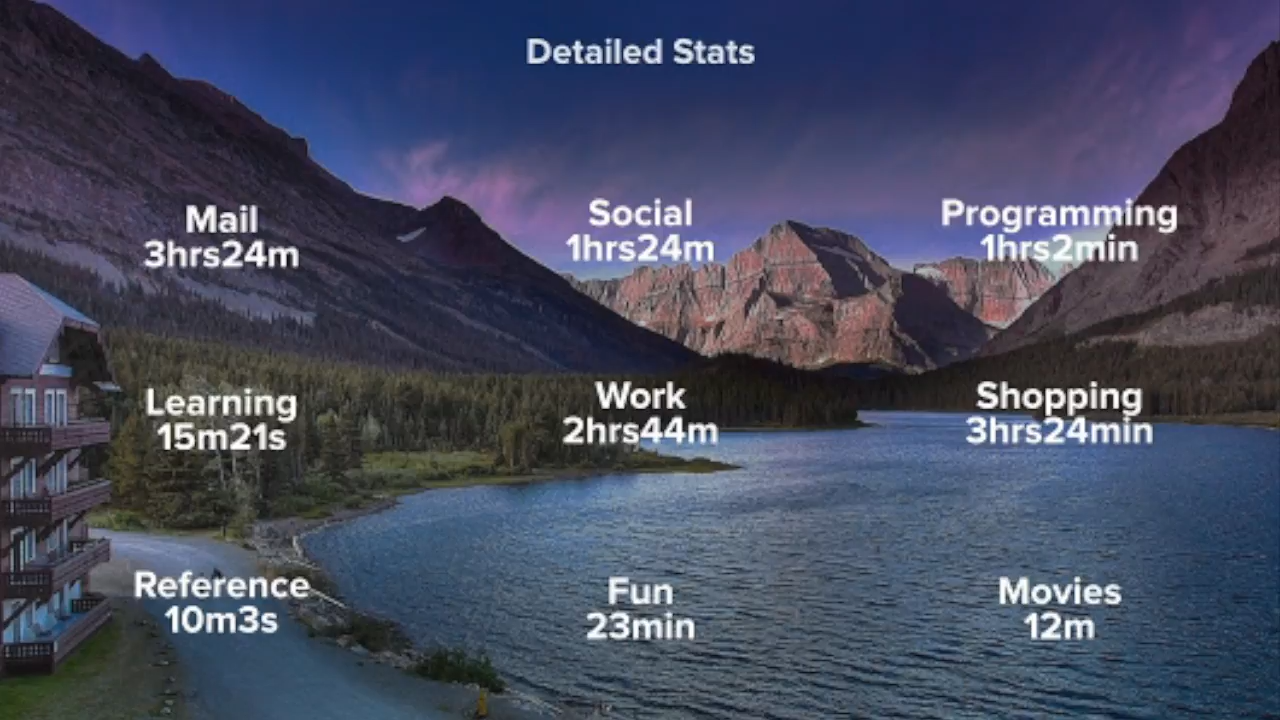 Detailed Stats
Mail
3hrs24m
Social
1hrs24m
Programming
1hrs2min
Learning
15m21s
Work
2hrs44m
Shopping
3hrs24min
Reference
10m3s
Fun
23min
Movies
12m